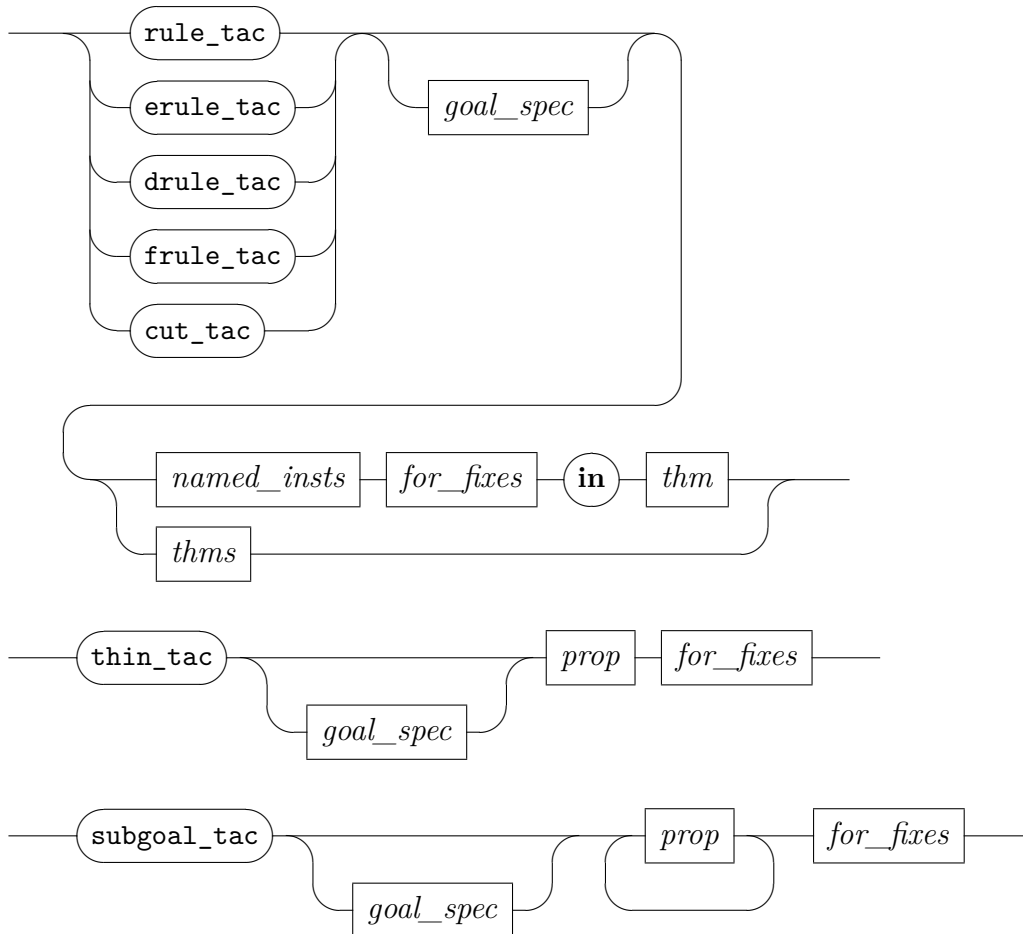 rule_tac
goal_spec
erule_tac
drule_tac
frule_tac
cut_tac
named_insts for_fixes in thm
thms
thin_tac prop for_fixes
goal_spec
subgoal_tac prop for_fixes
goal_spec